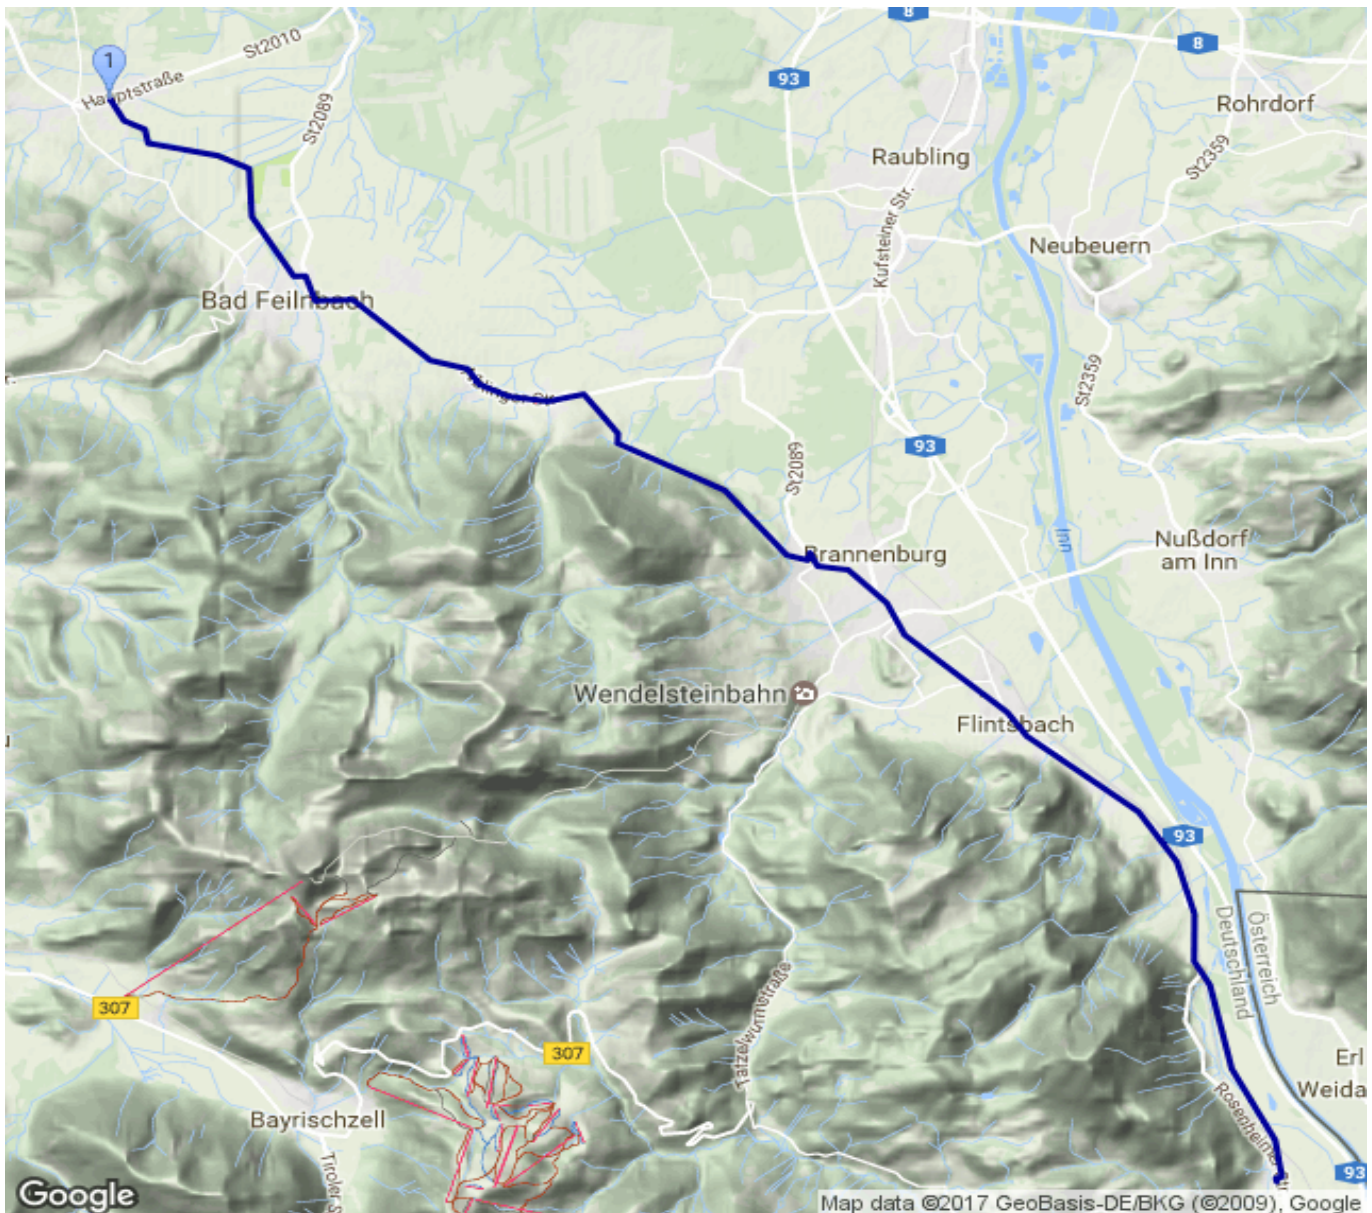 8
St2010
8
1
93
Hauptstraße
Rohrdorf
St2089
Raubling
St2359
Kufsteiner Str.
Neubeuern
Bad Feilnbach
St2359
93
St2089
Inn
Nußdorf
am Inn
Brannenburg
Wendelsteinbahn
Flintsbach
93
Deutschland
Österreich
307
Tatzelwurmstraße
307
Erl
Weida
Bayrischzell
Tiroler S
93
Google
Map data ©2017 GeoBasis-DE/BKG (©2009), Google